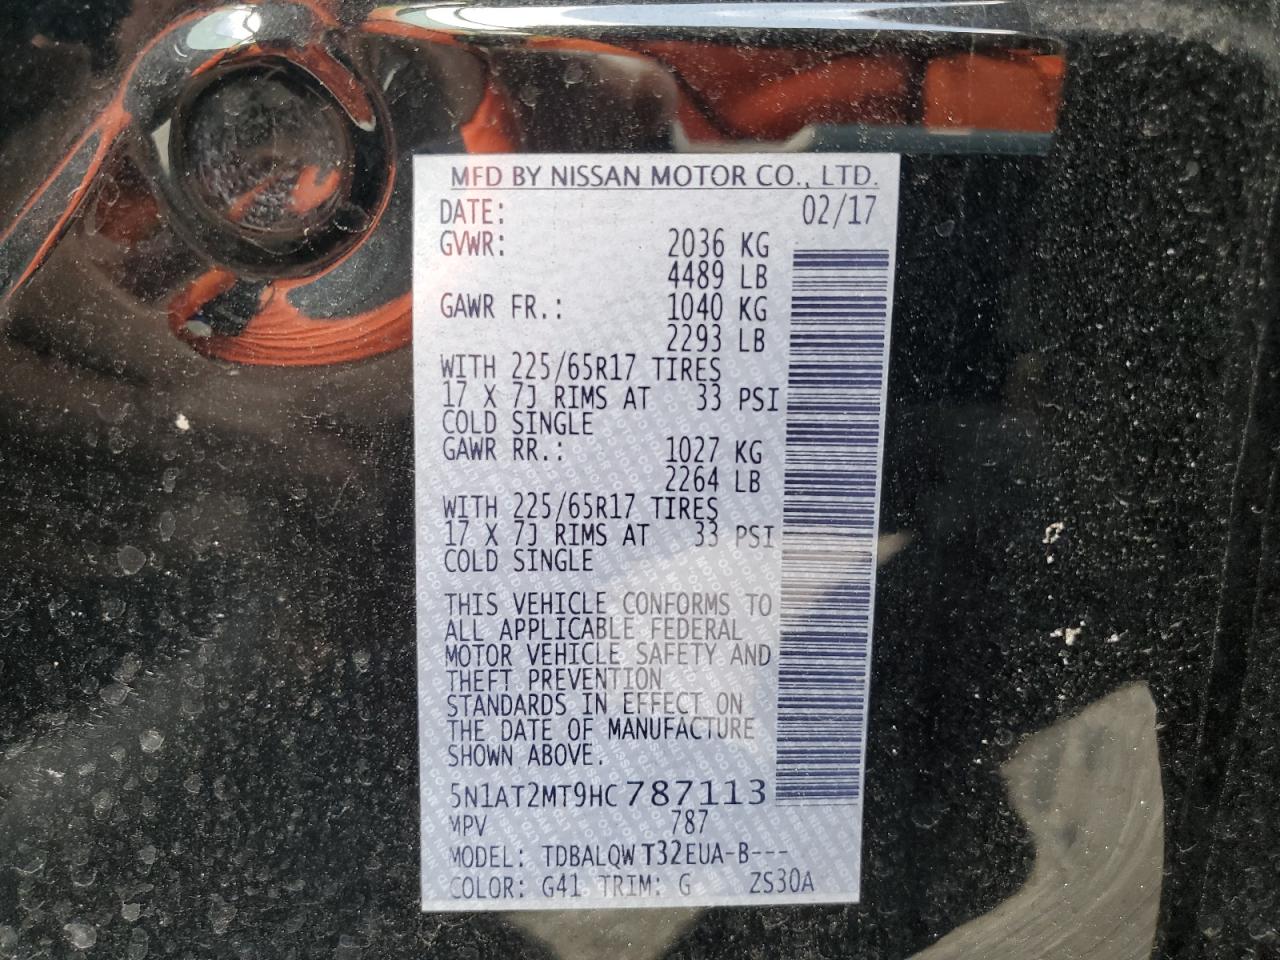 MFD BY NISSAN MOTOR CO., LTD.
DATE: 02/17
GVWR: 2036 KG
4489 LB
GAWR FR.: 1040 KG
2293 LB
WITH 225/65R17 TIRES
17 X 7J RIMS AT 33 PSI
COLD SINGLE
GAWR RR.: 1027 KG
2264 LB
WITH 225/65R17 TIRES
17 X 7J RIMS AT 33 PSI
COLD SINGLE
THIS VEHICLE CONFORMS TO
ALL APPLICABLE FEDERAL
MOTOR VEHICLE SAFETY AND
THEFT PREVENTION
STANDARDS IN EFFECT ON
THE DATE OF MANUFACTURE
SHOWN ABOVE.
5N1AT2MT9HC787113
MPV 787
MODEL: TDBALQWT32EUA-B---
COLOR: G41 TRIM: G ZS30A